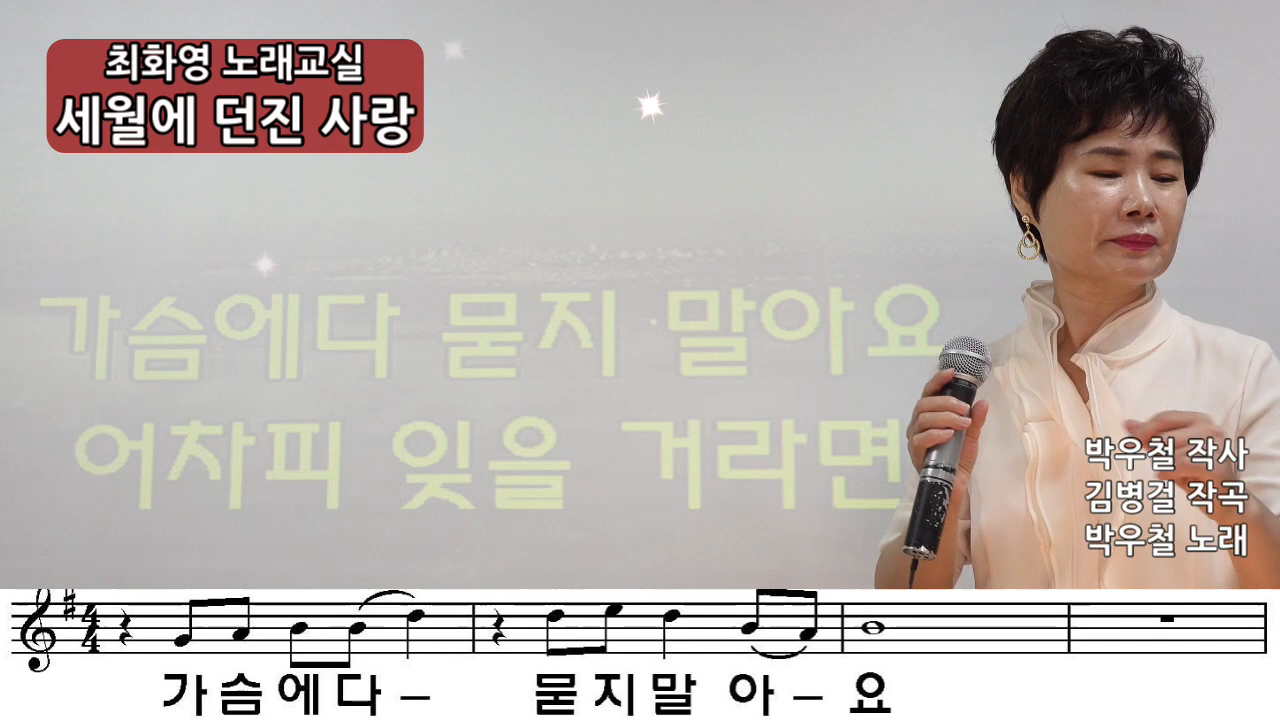 최화영 노래교실
세월에 던진 사랑
가슴에다 묻지 말아요
어차피 잊을 거라면
박우철 작사
김병걸 작곡
박우철 노래
4
4
가슴에다 – 묻지말 아 – 요